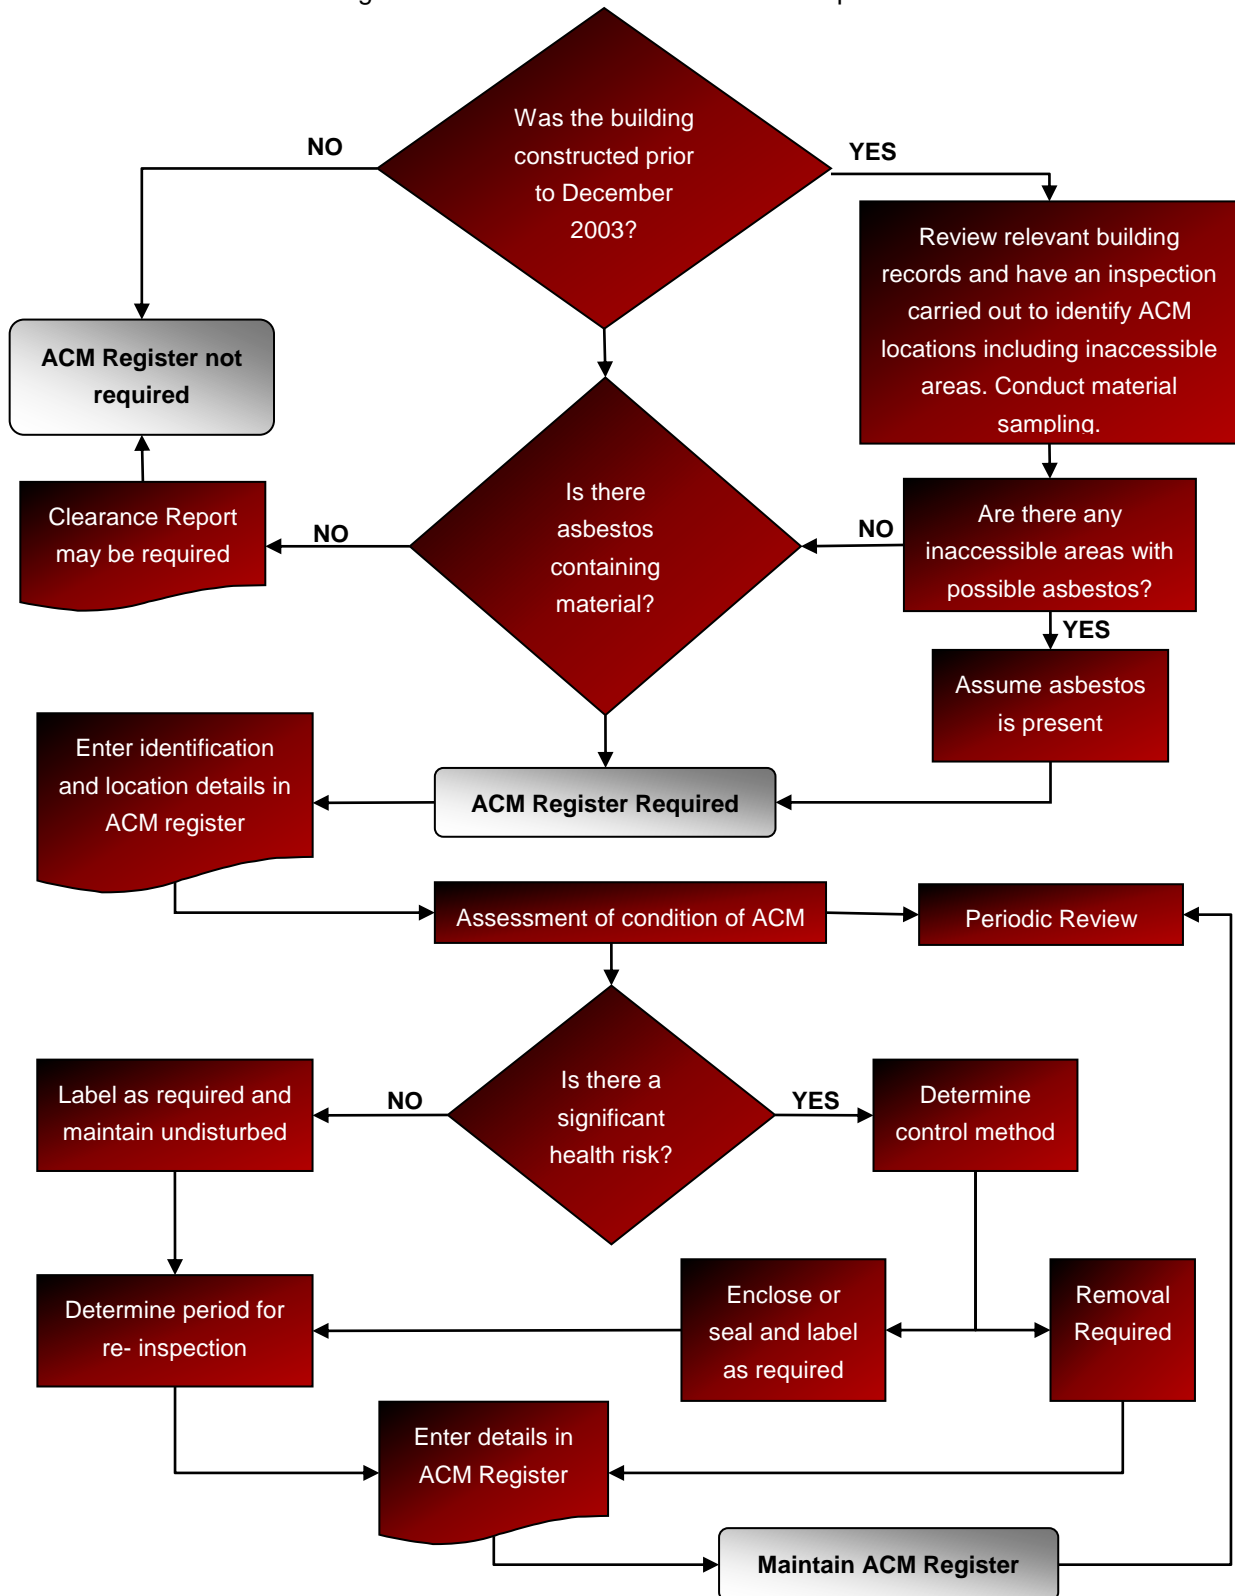 Was the building
constructed prior
to December
2003?
NO
YES
Review relevant building
records and have an inspection
carried out to identify ACM
locations including inaccessible
areas. Conduct material
sampling.
ACM Register not
required
Clearance Report
may be required
NO
Is there
asbestos
containing
material?
NO
Are there any
inaccessible areas with
possible asbestos?
YES
Assume asbestos
is present
Enter identification
and location details in
ACM register
ACM Register Required
Assessment of condition of ACM
Periodic Review
Label as required and
maintain undisturbed
NO
Is there a
significant
health risk?
YES
Determine
control method
Determine period for
re- inspection
Enclose or
seal and label
as required
Removal
Required
Enter details in
ACM Register
Maintain ACM Register